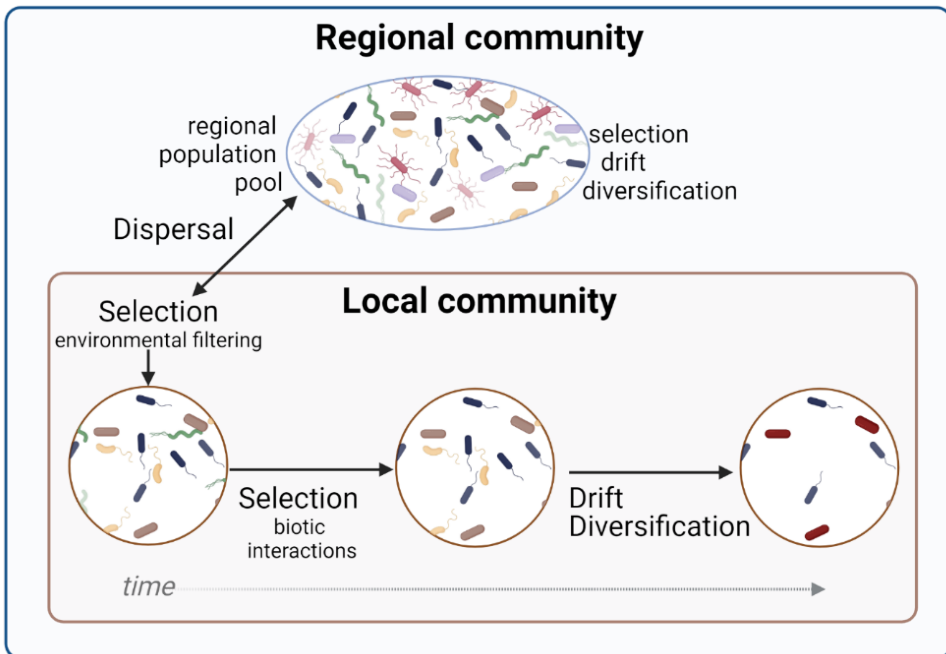 Regional community
regional
population
pool
selection
drift
diversification
Dispersal
Local community
Selection
environmental filtering
Selection
biotic
interactions
Drift
Diversification
time